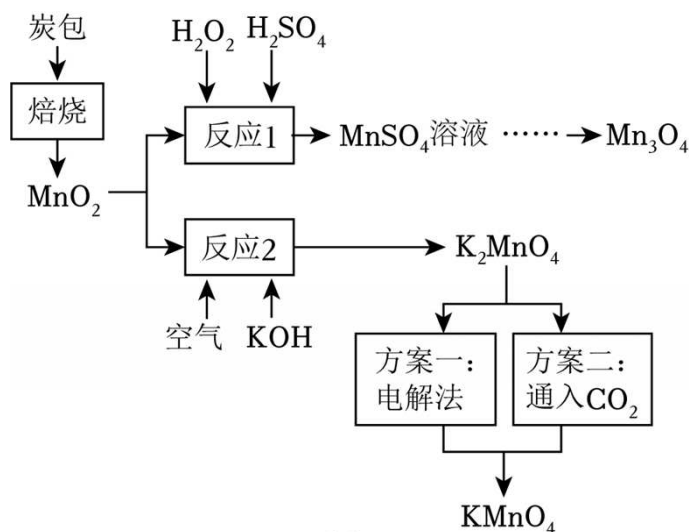 炭包
H₂O₂
H₂SO₄
焙烧
反应1
MnSO₄溶液 ······
Mn₃O₄
MnO₂
反应2
K₂MnO₄
空气
KOH
方案一：
电解法
方案二：
通入CO₂
KMnO₄